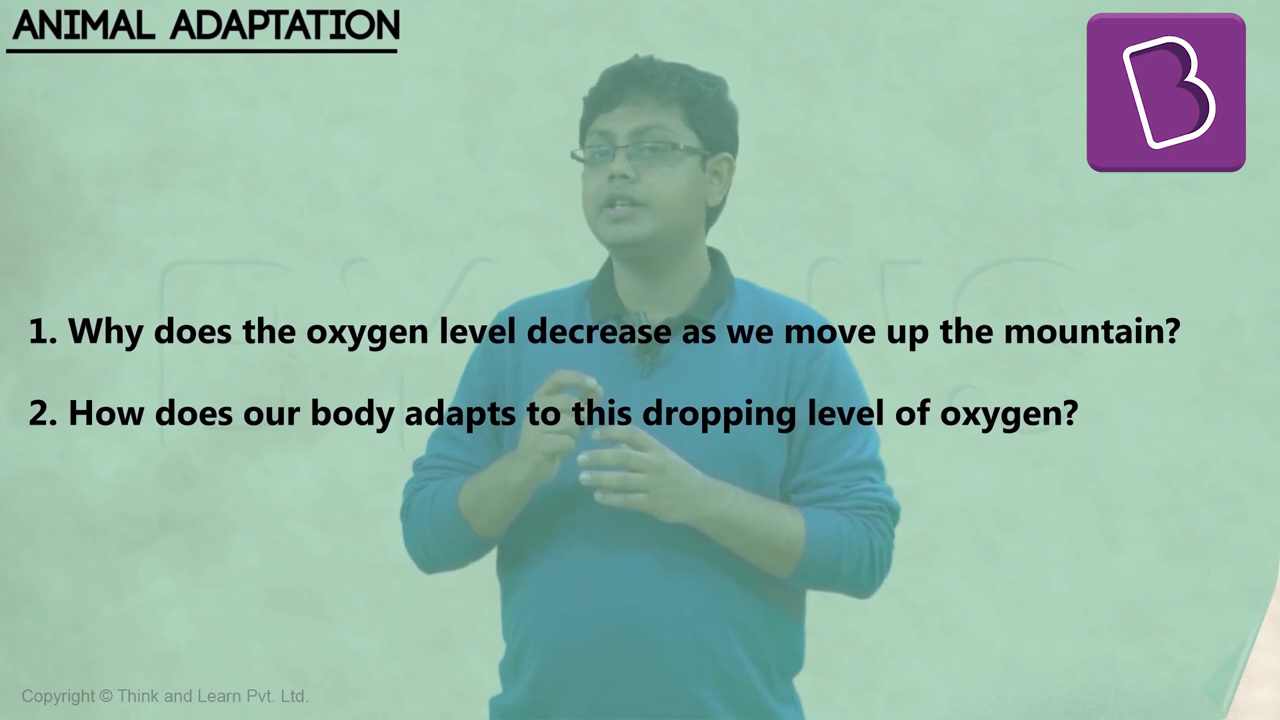 ANIMAL ADAPTATION
1. Why does the oxygen level decrease as we move up the mountain?
2. How does our body adapts to this dropping level of oxygen?
Copyright © Think and Learn Pvt. Ltd.